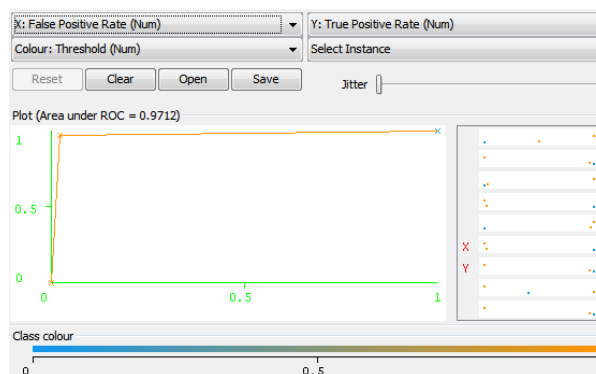 X: False Positive Rate (Num) Y: True Positive Rate (Num)
Colour: Threshold (Num) Select Instance
Reset Clear Open Save Jitter
Plot (Area under ROC = 0.9712)
1
0.5
X
Y
0
0 0.5 1
Class colour
0 0.5